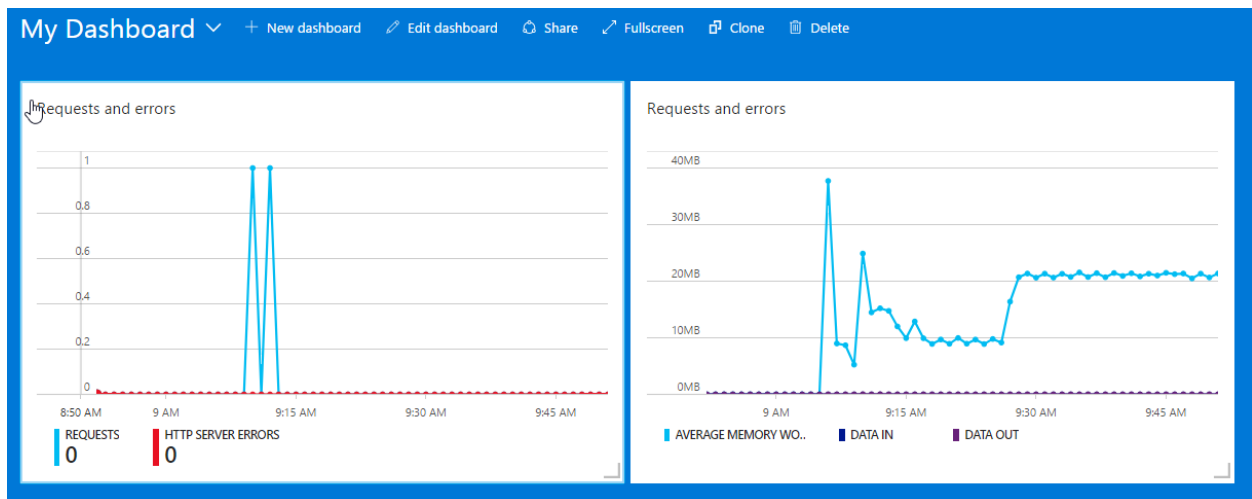 My Dashboard New dashboard Edit dashboard Share Fullscreen Clone Delete
Requests and errors
1
0.8
0.6
0.4
0.2
0
8:50 AM 9 AM 9:15 AM 9:30 AM 9:45 AM
REQUESTS HTTP SERVER ERRORS
0 0
Requests and errors
40MB
30MB
20MB
10MB
0MB
9 AM 9:15 AM 9:30 AM 9:45 AM
AVERAGE MEMORY WO.. DATA IN DATA OUT